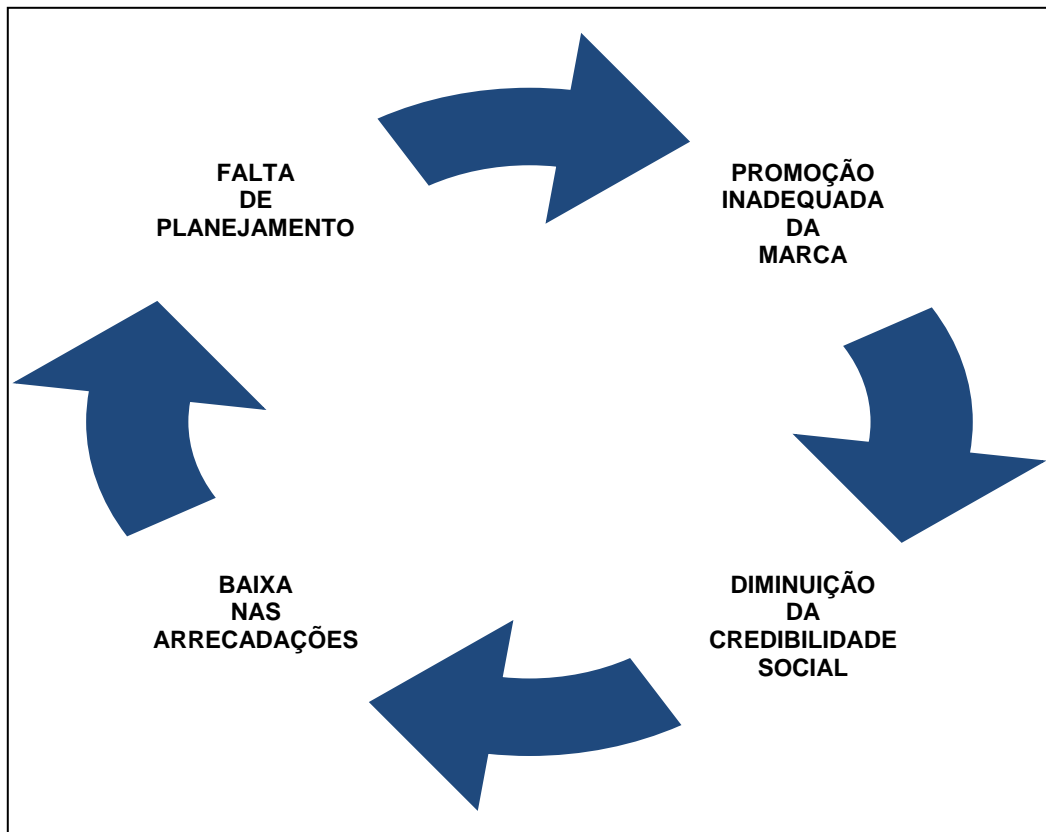 FALTA
DE
PLANEJAMENTO
PROMOÇÃO
INADEQUADA
DA
MARCA
DIMINUIÇÃO
DA
CREDIBILIDADE
SOCIAL
BAIXA
NAS
ARRECADAÇÕES